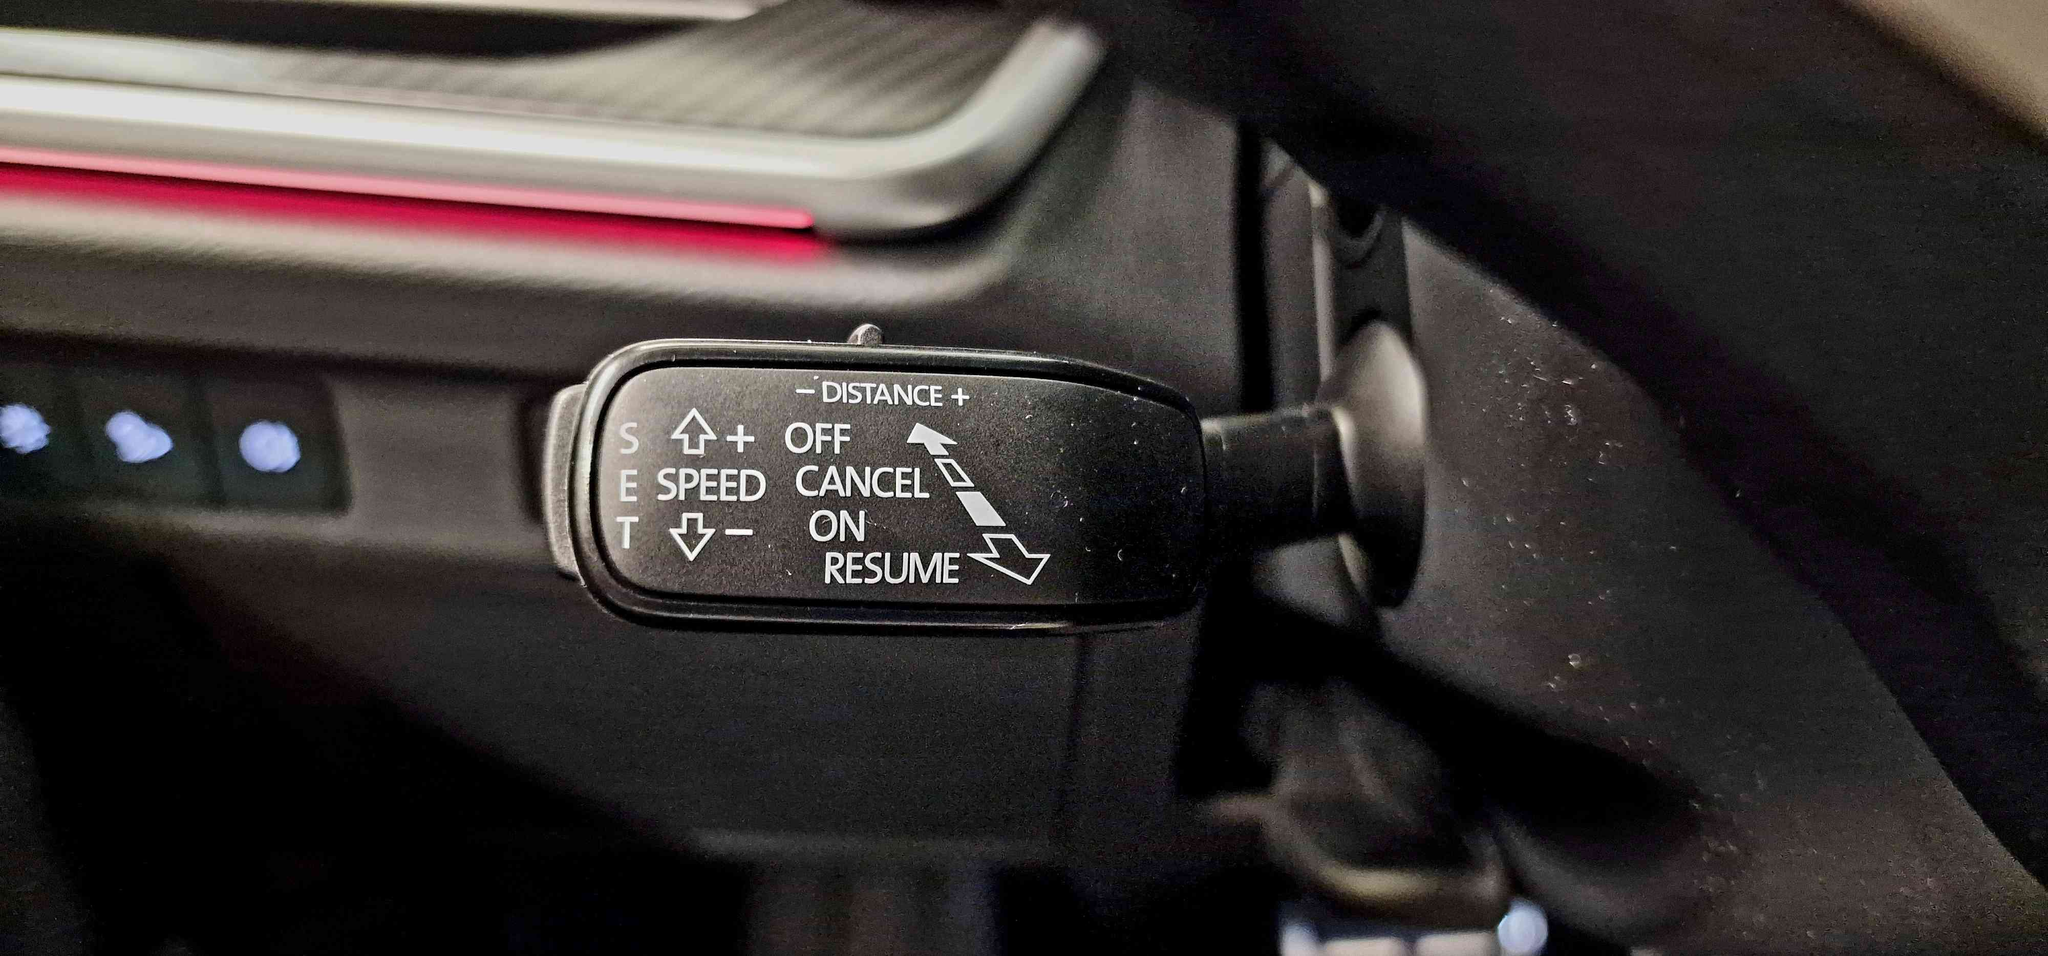 - DISTANCE +
S + OFF
E SPEED CANCEL
T - ON
RESUME